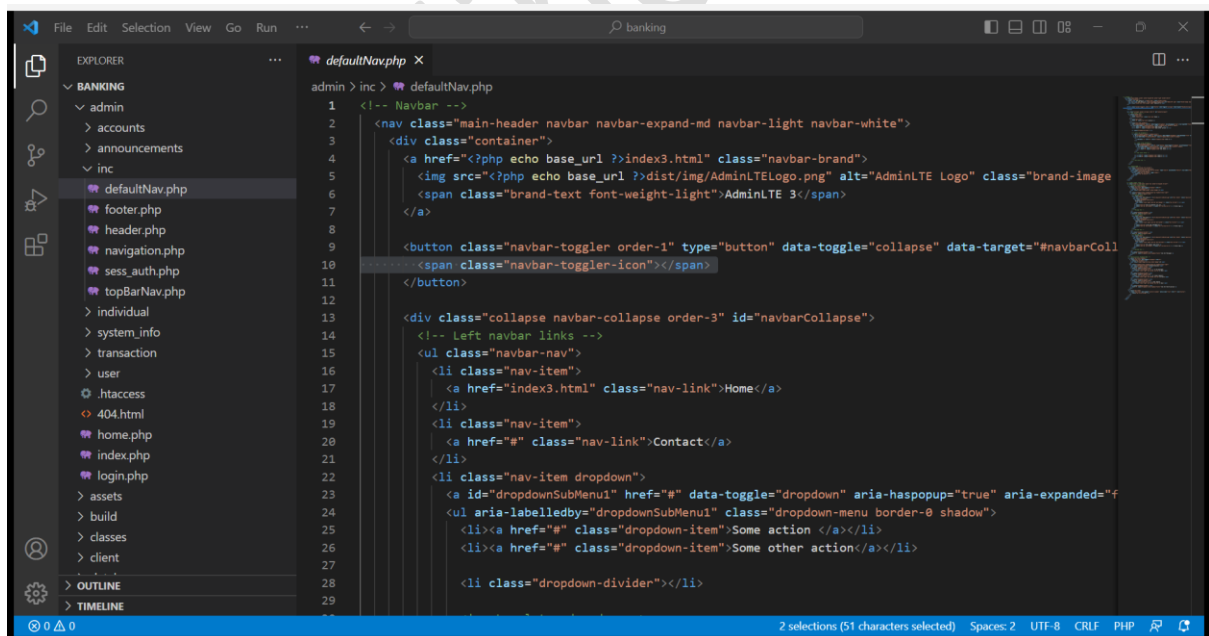 File Edit Selection View Go Run ··· banking
EXPLORER ···
BANKING
admin
accounts
announcements
inc
defaultNav.php
footer.php
header.php
navigation.php
sess_auth.php
topBarNav.php
individual
system_info
transaction
user
.htaccess
404.html
home.php
index.php
login.php
assets
build
classes
client
OUTLINE
TIMELINE
defaultNav.php
admin > inc > defaultNav.php
1 <!-- Navbar -->
2 <nav class="main-header navbar navbar-expand-md navbar-light navbar-white">
3 <div class="container">
4 <a href="<?php echo base_url ?>index3.html" class="navbar-brand">
5 <img src="<?php echo base_url ?>dist/img/AdminLTELogo.png" alt="AdminLTE Logo" class="brand-image
6 <span class="brand-text font-weight-light">AdminLTE 3</span>
7 </a>
8
9 <button class="navbar-toggler order-1" type="button" data-toggle="collapse" data-target="#navbarColl
10 <span class="navbar-toggler-icon"></span>
11 </button>
12
13 <div class="collapse navbar-collapse order-3" id="navbarCollapse">
14 <!-- Left navbar links -->
15 <ul class="navbar-nav">
16 <li class="nav-item">
17 <a href="index3.html" class="nav-link">Home</a>
18 </li>
19 <li class="nav-item">
20 <a href="#" class="nav-link">Contact</a>
21 </li>
22 <li class="nav-item dropdown">
23 <a id="dropdownSubMenu1" href="#" data-toggle="dropdown" aria-haspopup="true" aria-expanded="f
24 <ul aria-labelledby="dropdownSubMenu1" class="dropdown-menu border-0 shadow">
25 <li><a href="#" class="dropdown-item">Some action </a></li>
26 <li><a href="#" class="dropdown-item">Some other action</a></li>
27
28 <li class="dropdown-divider"></li>
29
0 0 2 selections (51 characters selected) Spaces: 2 UTF-8 CRLF PHP